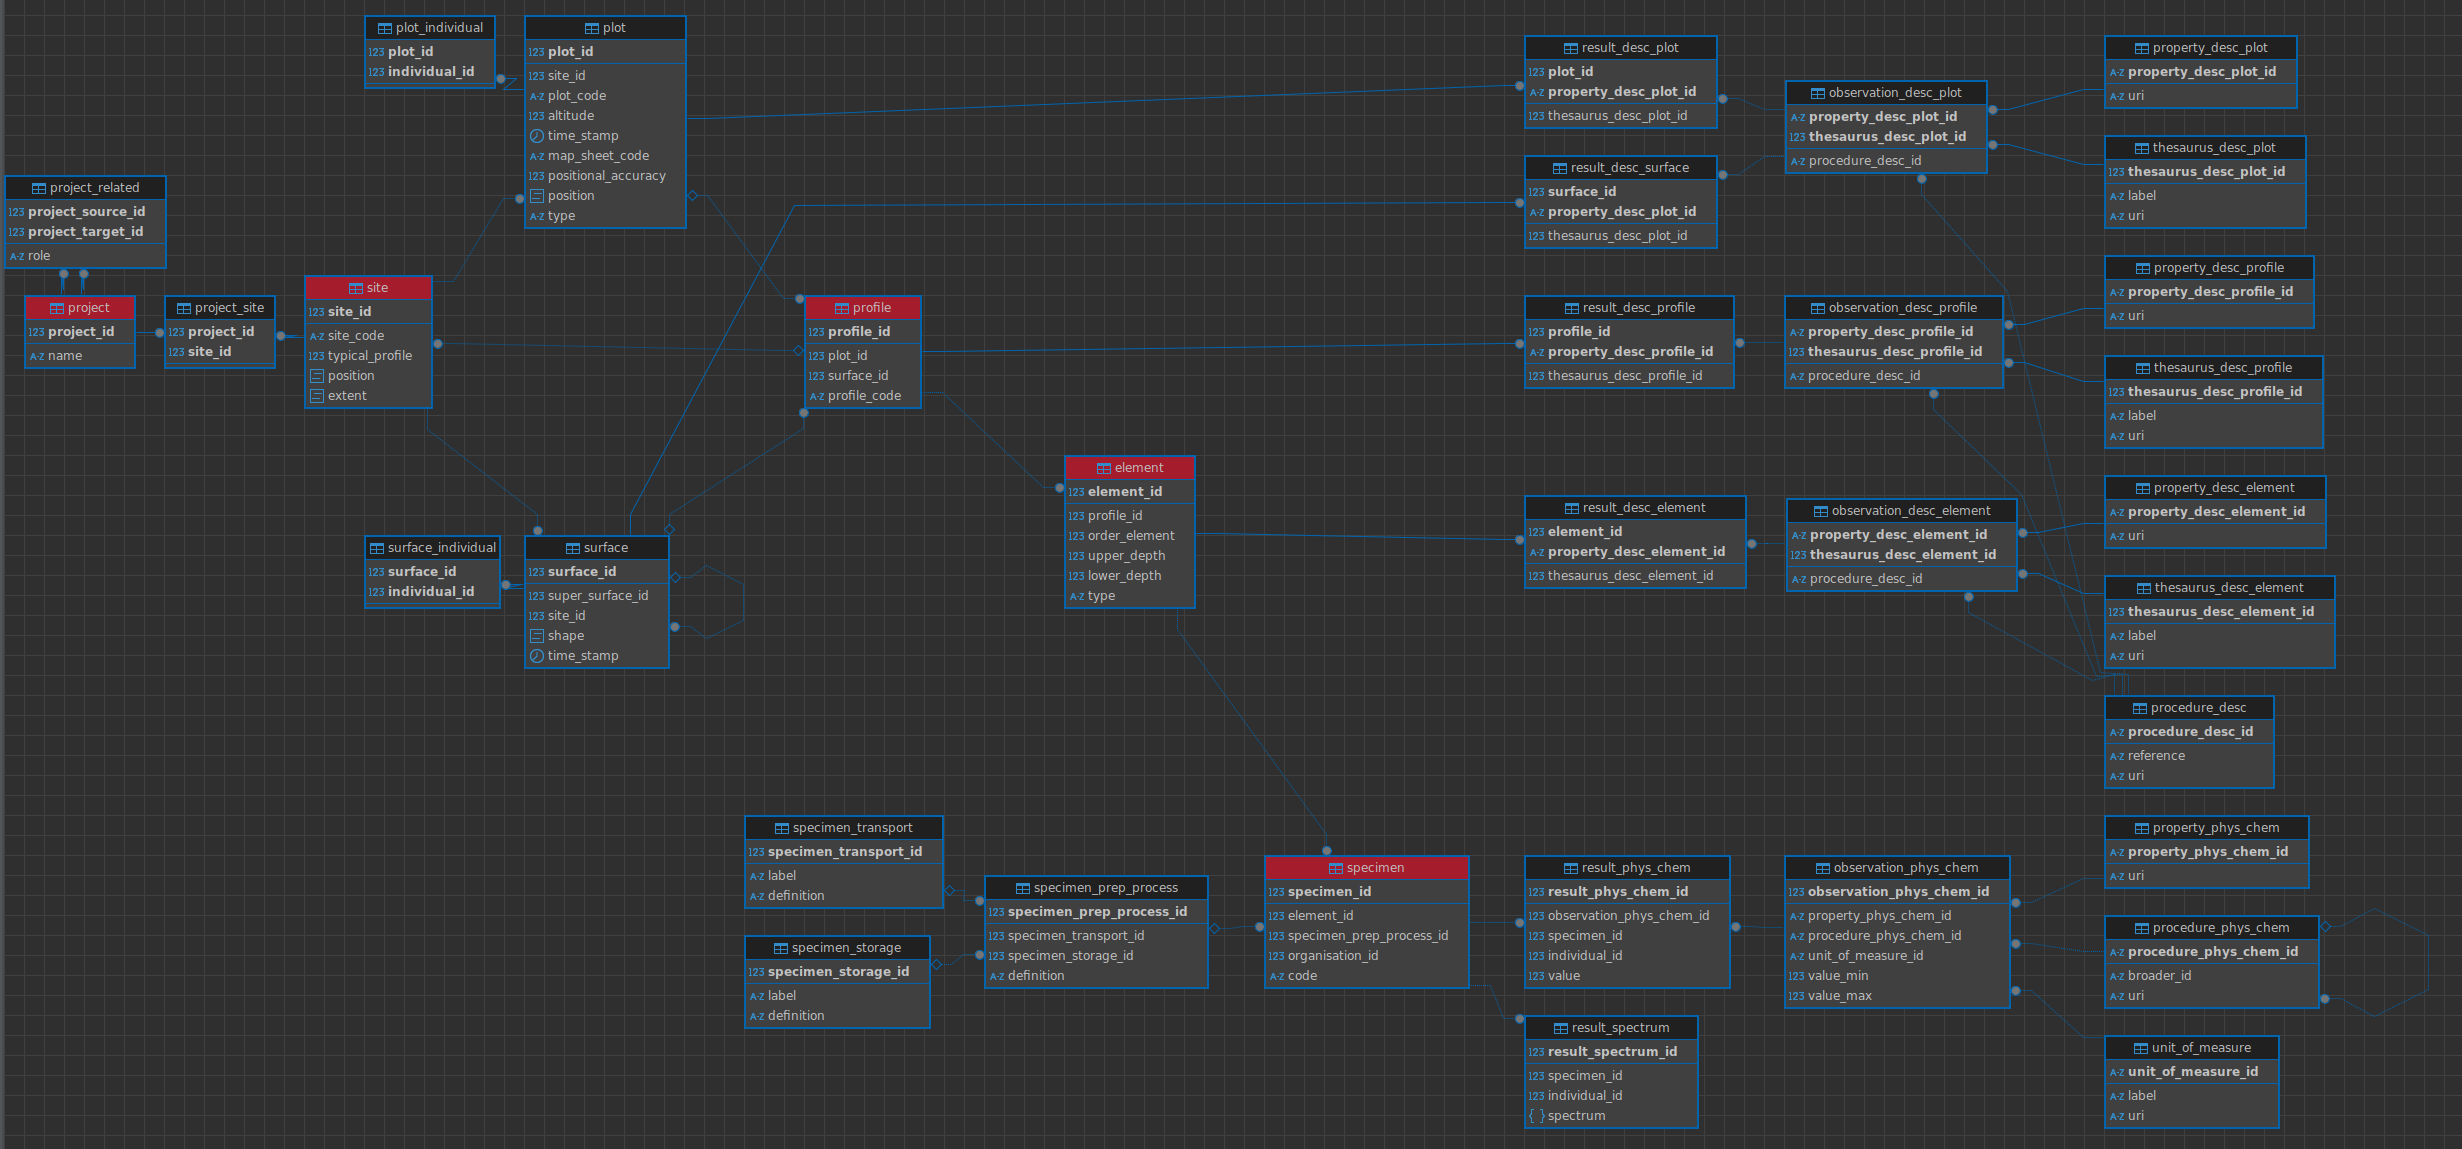 plot_individual
123 plot_id
123 individual_id
plot
123 plot_id
123 site_id
A-Z plot_code
123 altitude
time_stamp
A-Z map_sheet_code
123 positional_accuracy
position
A-Z type
project_related
123 project_source_id
123 project_target_id
A-Z role
project
123 project_id
A-Z name
project_site
123 project_id
123 site_id
site
123 site_id
A-Z site_code
123 typical_profile
position
extent
profile
123 profile_id
123 plot_id
123 surface_id
A-Z profile_code
element
123 element_id
123 profile_id
123 order_element
123 upper_depth
123 lower_depth
A-Z type
surface_individual
123 surface_id
123 individual_id
surface
123 surface_id
123 super_surface_id
123 site_id
shape
time_stamp
specimen_transport
123 specimen_transport_id
A-Z label
A-Z definition
specimen_storage
123 specimen_storage_id
A-Z label
A-Z definition
specimen_prep_process
123 specimen_prep_process_id
123 specimen_transport_id
123 specimen_storage_id
A-Z definition
specimen
123 specimen_id
123 element_id
123 specimen_prep_process_id
123 organisation_id
A-Z code
result_desc_plot
123 plot_id
A-Z property_desc_plot_id
123 thesaurus_desc_plot_id
result_desc_surface
123 surface_id
A-Z property_desc_plot_id
123 thesaurus_desc_plot_id
result_desc_profile
123 profile_id
A-Z property_desc_profile_id
123 thesaurus_desc_profile_id
result_desc_element
123 element_id
A-Z property_desc_element_id
123 thesaurus_desc_element_id
result_phys_chem
123 result_phys_chem_id
123 observation_phys_chem_id
123 specimen_id
123 individual_id
123 value
result_spectrum
123 result_spectrum_id
123 specimen_id
123 individual_id
{ } spectrum
observation_desc_plot
A-Z property_desc_plot_id
123 thesaurus_desc_plot_id
A-Z procedure_desc_id
observation_desc_profile
A-Z property_desc_profile_id
123 thesaurus_desc_profile_id
A-Z procedure_desc_id
observation_desc_element
A-Z property_desc_element_id
123 thesaurus_desc_element_id
A-Z procedure_desc_id
observation_phys_chem
123 observation_phys_chem_id
A-Z property_phys_chem_id
A-Z procedure_phys_chem_id
A-Z unit_of_measure_id
123 value_min
123 value_max
property_desc_plot
A-Z property_desc_plot_id
A-Z uri
thesaurus_desc_plot
123 thesaurus_desc_plot_id
A-Z label
A-Z uri
property_desc_profile
A-Z property_desc_profile_id
A-Z uri
thesaurus_desc_profile
123 thesaurus_desc_profile_id
A-Z label
A-Z uri
property_desc_element
A-Z property_desc_element_id
A-Z uri
thesaurus_desc_element
123 thesaurus_desc_element_id
A-Z label
A-Z uri
procedure_desc
A-Z procedure_desc_id
A-Z reference
A-Z uri
property_phys_chem
A-Z property_phys_chem_id
A-Z uri
procedure_phys_chem
A-Z procedure_phys_chem_id
A-Z broader_id
A-Z uri
unit_of_measure
A-Z unit_of_measure_id
A-Z label
A-Z uri